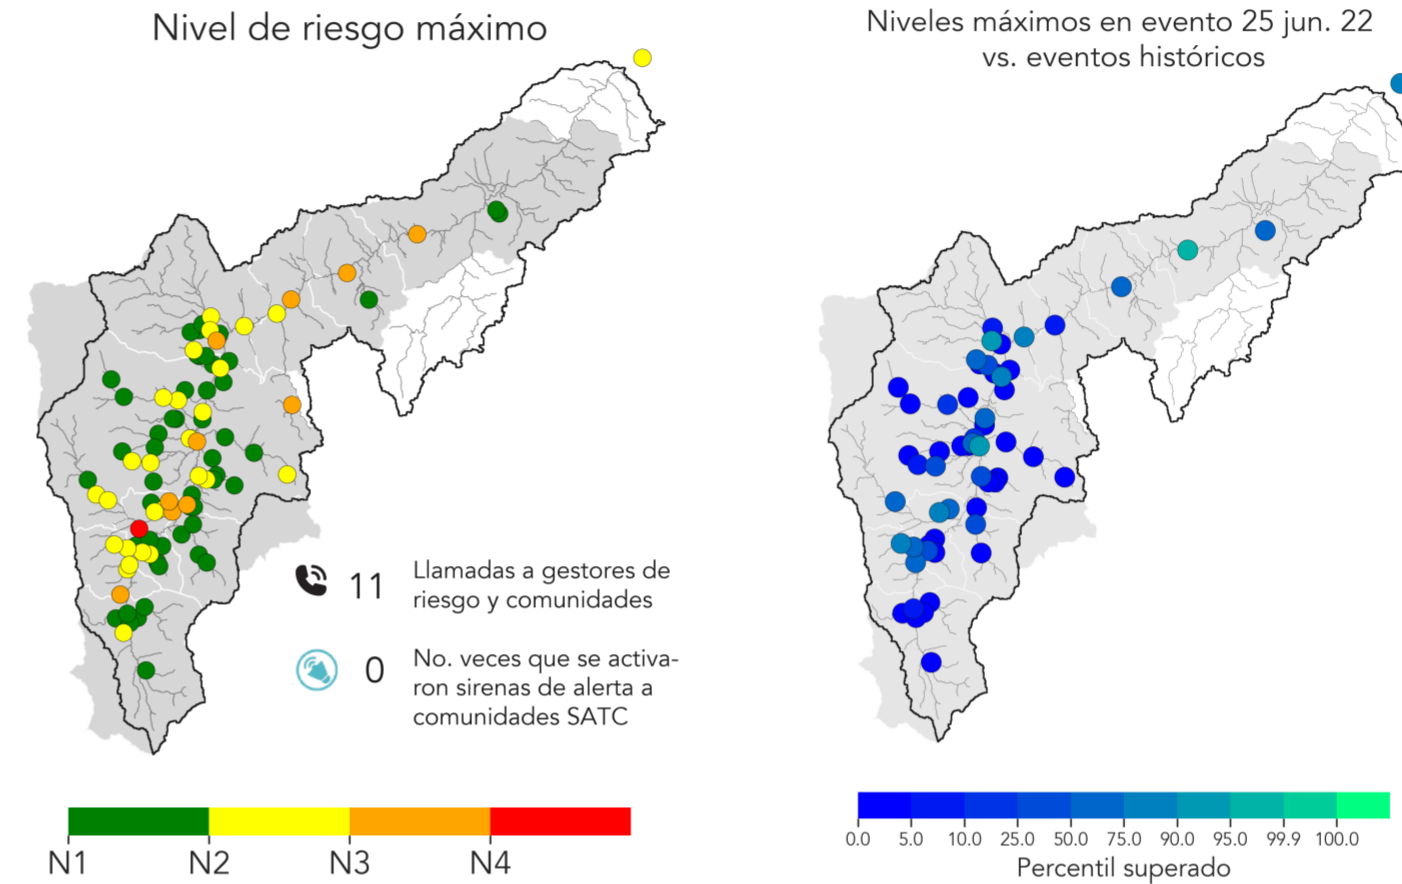 Nivel de riesgo máximo
11
Llamadas a gestores de
riesgo y comunidades
0
No. veces que se activa-
ron sirenas de alerta a
comunidades SATC
N1 N2 N3 N4
Niveles máximos en evento 25 jun. 22
vs. eventos históricos
0.0 5.0 10.0 25.0 50.0 75.0 90.0 95.0 99.9 100.0
Percentil superado